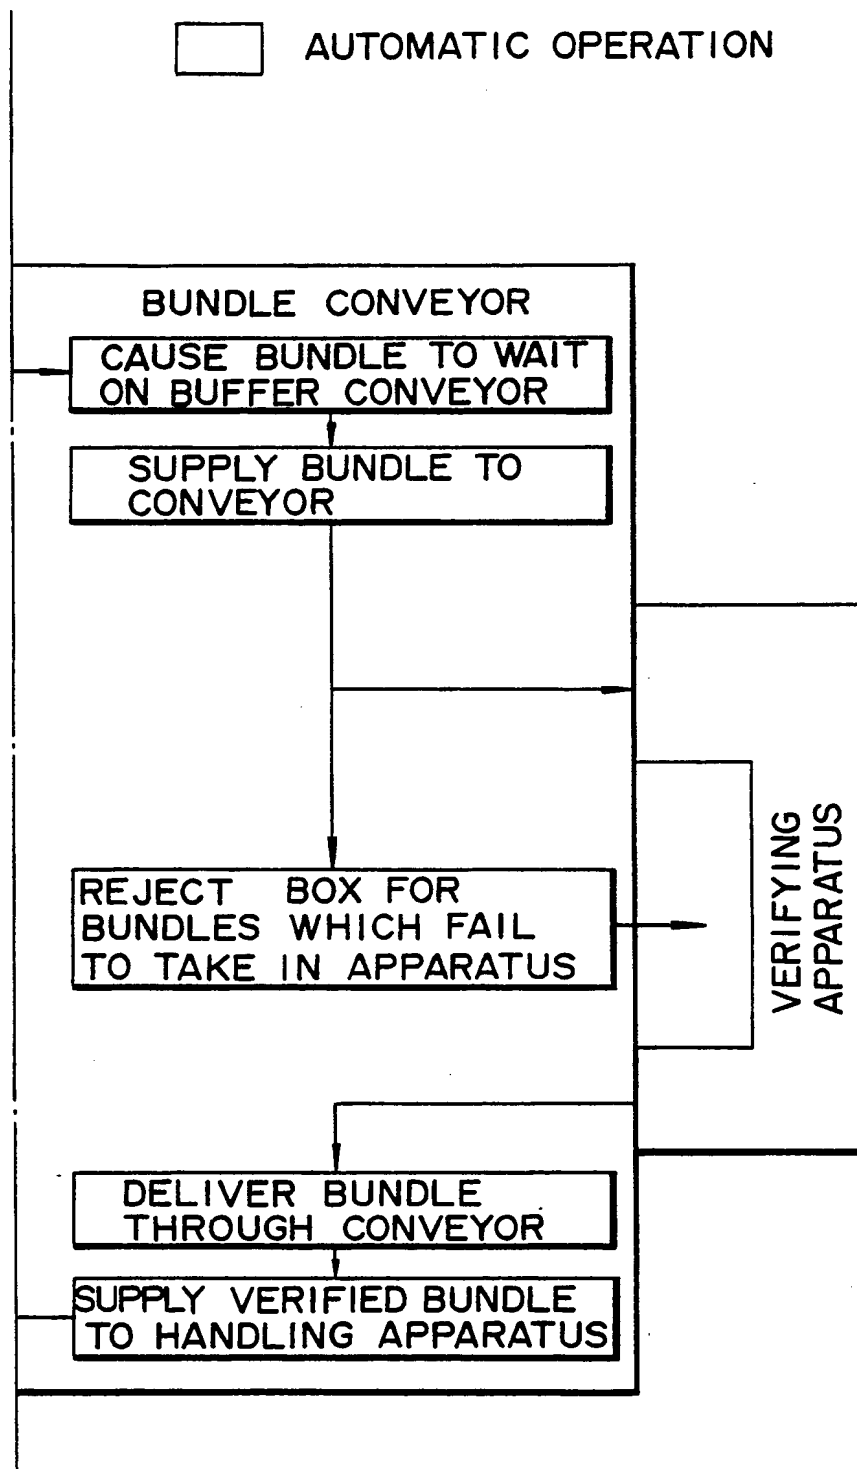 AUTOMATIC OPERATION
BUNDLE CONVEYOR
CAUSE BUNDLE TO WAIT
ON BUFFER CONVEYOR
SUPPLY BUNDLE TO
CONVEYOR
REJECT BOX FOR
BUNDLES WHICH FAIL
TO TAKE IN APPARATUS
VERIFYING
APPARATUS
DELIVER BUNDLE
THROUGH CONVEYOR
SUPPLY VERIFIED BUNDLE
TO HANDLING APPARATUS